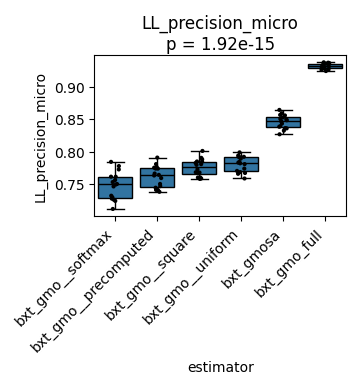 LL_precision_micro
p = 1.92e-15
LL_precision_micro
0.90
0.85
0.80
0.75
bxt_gmo__softmax
bxt_gmo__precomputed
bxt_gmo__square
bxt_gmo__uniform
bxt_gmosa
bxt_gmo_full
estimator